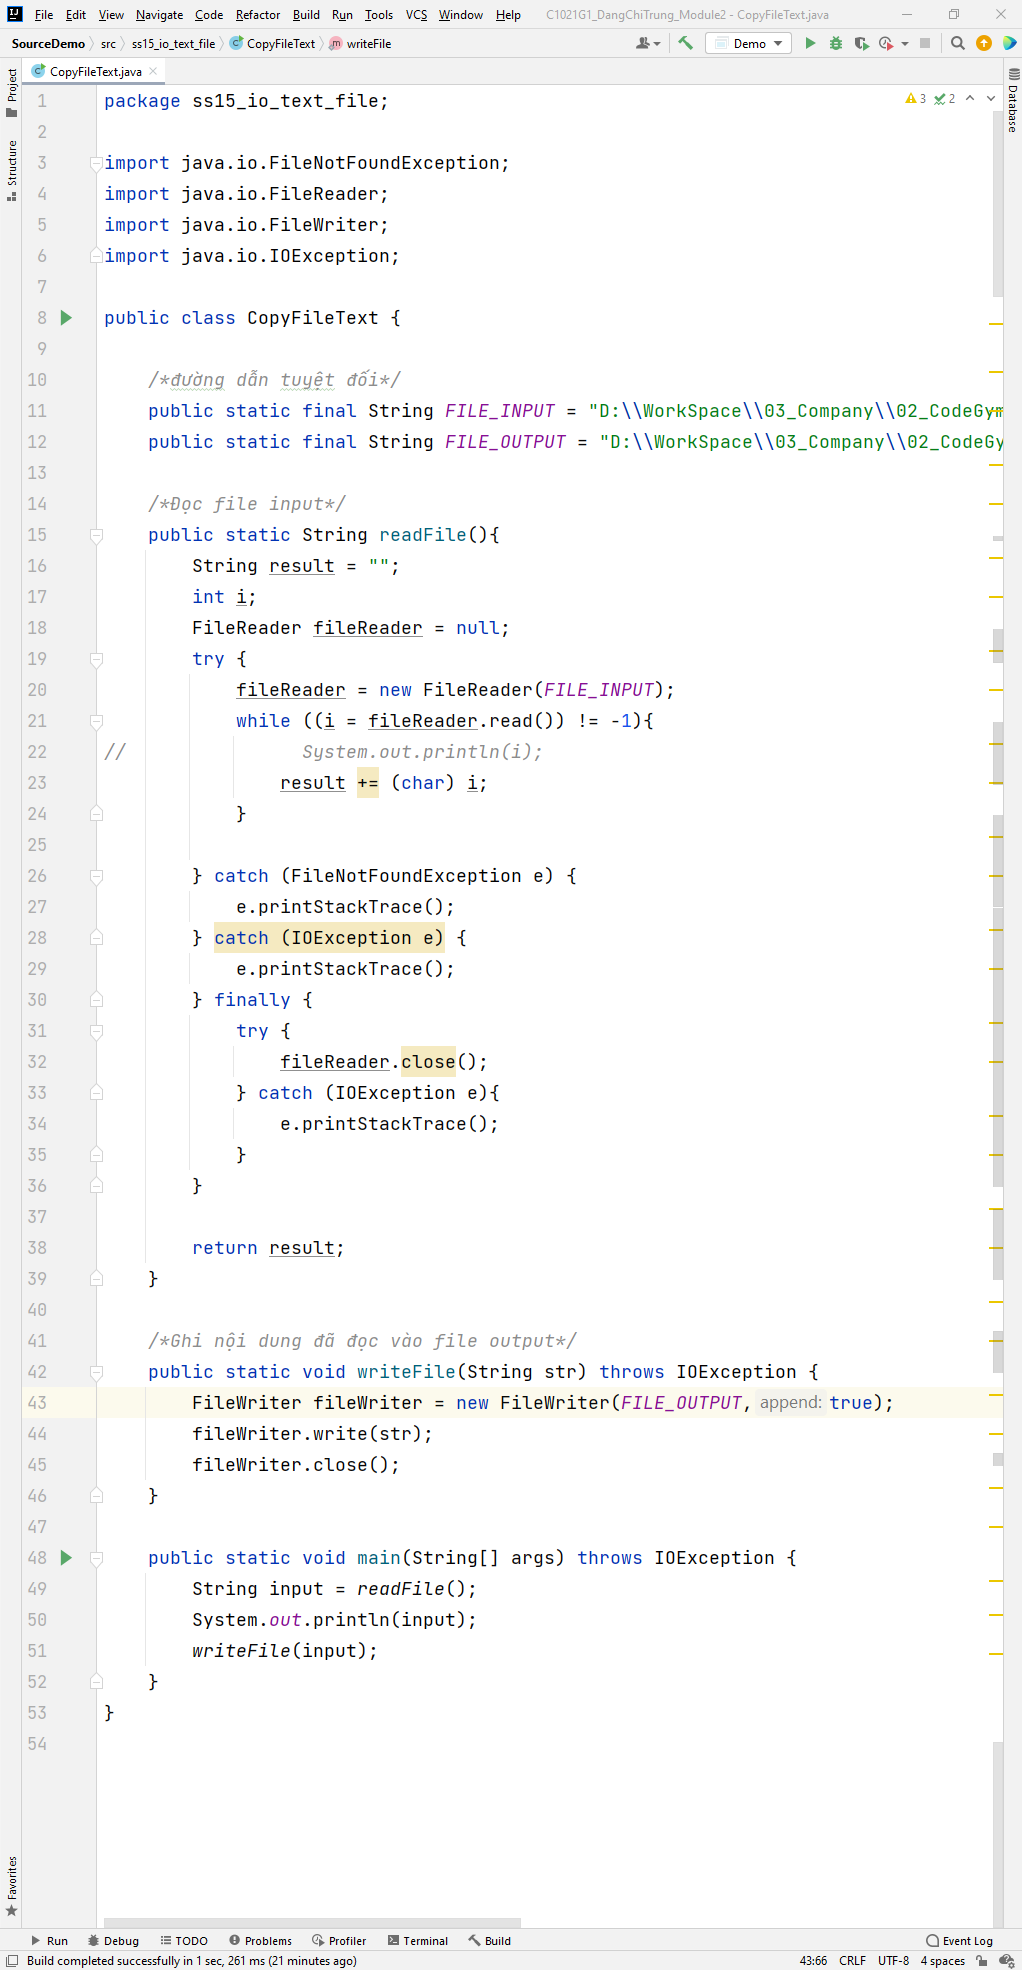 File Edit View Navigate Code Refactor Build Run Tools VCS Window Help C1021G1_DangChiTrung_Module2 - CopyFileText.java
SourceDemo src ss15_io_text_file CopyFileText writeFile Demo
CopyFileText.java
Project
Structure
Favorites
Database
3 2
1 package ss15_io_text_file;
2
3 import java.io.FileNotFoundException;
4 import java.io.FileReader;
5 import java.io.FileWriter;
6 import java.io.IOException;
7
8 public class CopyFileText {
9
10 /*đường dẫn tuyệt đối*/
11 public static final String FILE_INPUT = "D:\\WorkSpace\\03_Company\\02_CodeGym
12 public static final String FILE_OUTPUT = "D:\\WorkSpace\\03_Company\\02_CodeGy
13
14 /*Đọc file input*/
15 public static String readFile(){
16 String result = "";
17 int i;
18 FileReader fileReader = null;
19 try {
20 fileReader = new FileReader(FILE_INPUT);
21 while ((i = fileReader.read()) != -1){
22 // System.out.println(i);
23 result += (char) i;
24 }
25
26 } catch (FileNotFoundException e) {
27 e.printStackTrace();
28 } catch (IOException e) {
29 e.printStackTrace();
30 } finally {
31 try {
32 fileReader.close();
33 } catch (IOException e){
34 e.printStackTrace();
35 }
36 }
37
38 return result;
39 }
40
41 /*Ghi nội dung đã đọc vào file output*/
42 public static void writeFile(String str) throws IOException {
43 FileWriter fileWriter = new FileWriter(FILE_OUTPUT, append: true);
44 fileWriter.write(str);
45 fileWriter.close();
46 }
47
48 public static void main(String[] args) throws IOException {
49 String input = readFile();
50 System.out.println(input);
51 writeFile(input);
52 }
53 }
54
Run Debug TODO Problems Profiler Terminal Build Event Log
Build completed successfully in 1 sec, 261 ms (21 minutes ago) 43:66 CRLF UTF-8 4 spaces